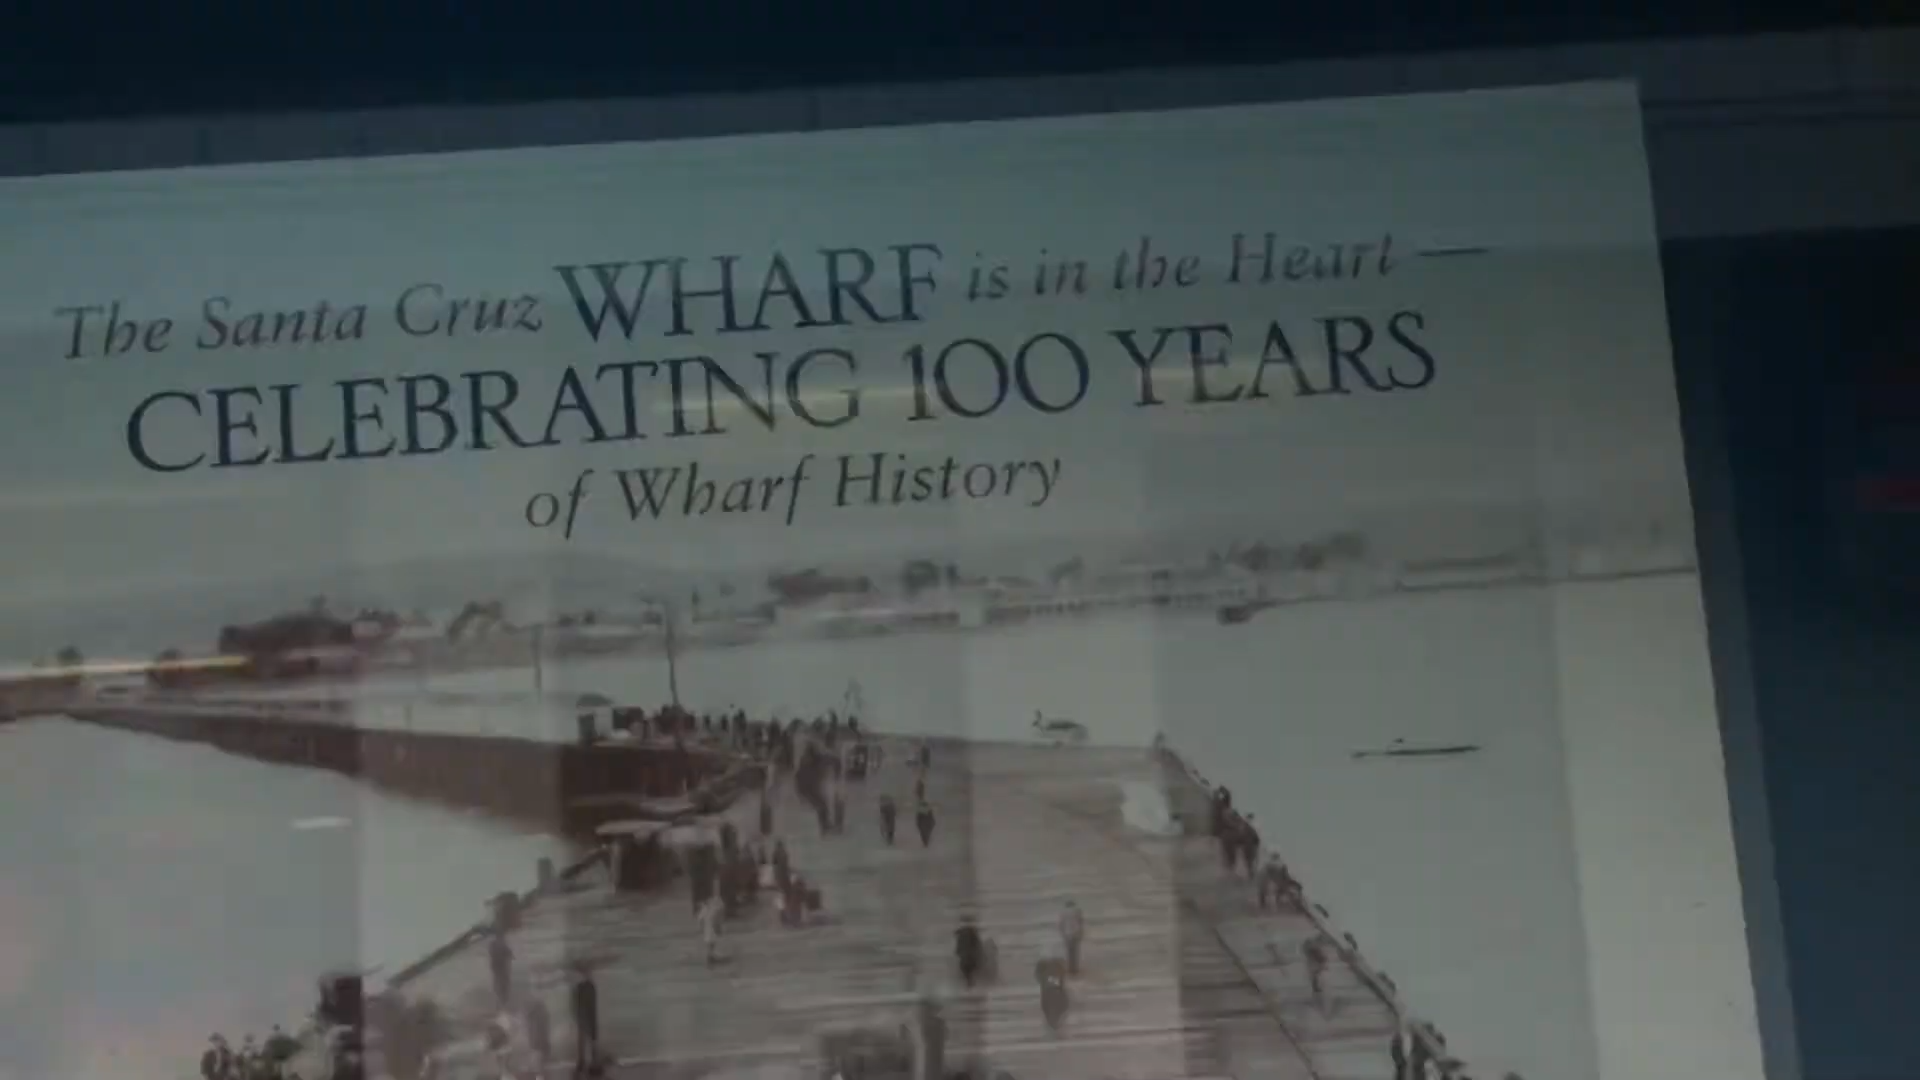 The Santa Cruz WHARF is in the Heart —
CELEBRATING 100 YEARS
of Wharf History